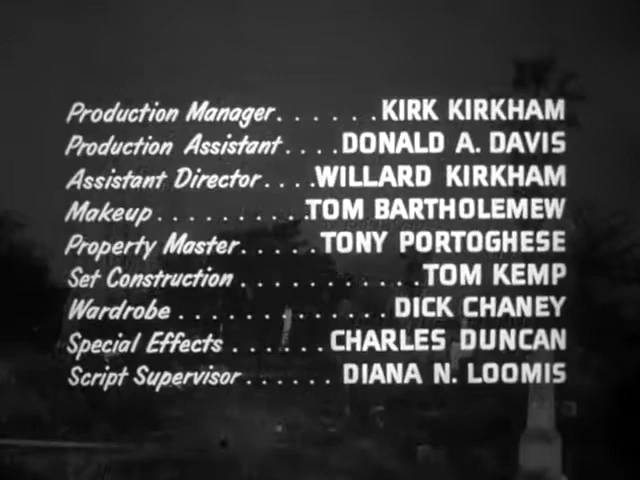 Production Manager . . . . . . KIRK KIRKHAM
Production Assistant . . . . DONALD A. DAVIS
Assistant Director . . . . WILLARD KIRKHAM
Makeup . . . . . . . . . . TOM BARTHOLEMEW
Property Master . . . . . TONY PORTOGHESE
Set Construction . . . . . . . . . . . . TOM KEMP
Wardrobe . . . . . . . . . . . . . DICK CHANEY
Special Effects . . . . . . CHARLES DUNCAN
Script Supervisor . . . . . . DIANA N. LOOMIS